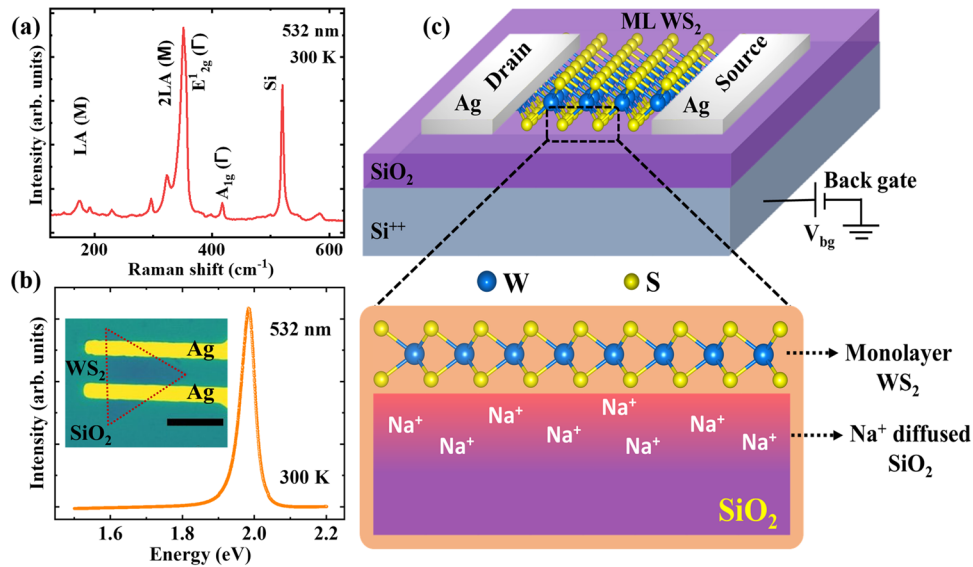 (a)
532 nm
300 K
Intensity (arb. units)
LA (M)
2LA (M)
E¹₂g (Γ)
A₁g (Γ)
Si
200
400
600
Raman shift (cm⁻¹)
(b)
532 nm
300 K
Intensity (arb. units)
Ag
WS₂
Ag
SiO₂
1.6
1.8
2.0
2.2
Energy (eV)
(c)
ML WS₂
Drain
Source
Ag
Ag
SiO₂
Si⁺⁺
Back gate
V_bg
W
S
Monolayer
WS₂
Na⁺ Na⁺ Na⁺ Na⁺ Na⁺ Na⁺ Na⁺ Na⁺
Na⁺ diffused
SiO₂
SiO₂